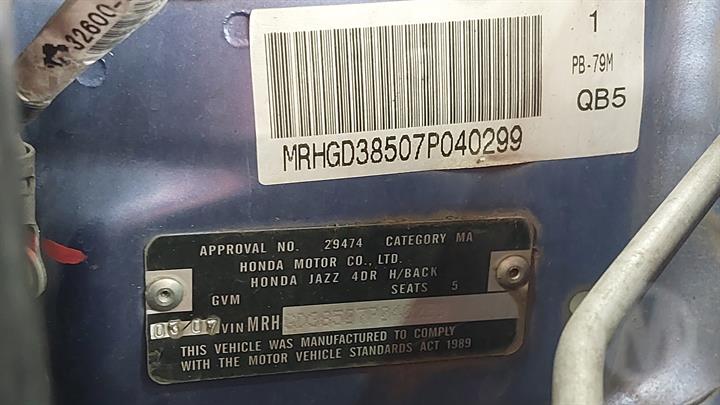 32600-
1
PB-79M
QB5
MRHGD38507P040299
APPROVAL NO. 29474 CATEGORY MA
HONDA MOTOR CO., LTD.
HONDA JAZZ 4DR H/BACK
GVM SEATS 5
03 07 VIN MRH
THIS VEHICLE WAS MANUFACTURED TO COMPLY
WITH THE MOTOR VEHICLE STANDARDS ACT 1989